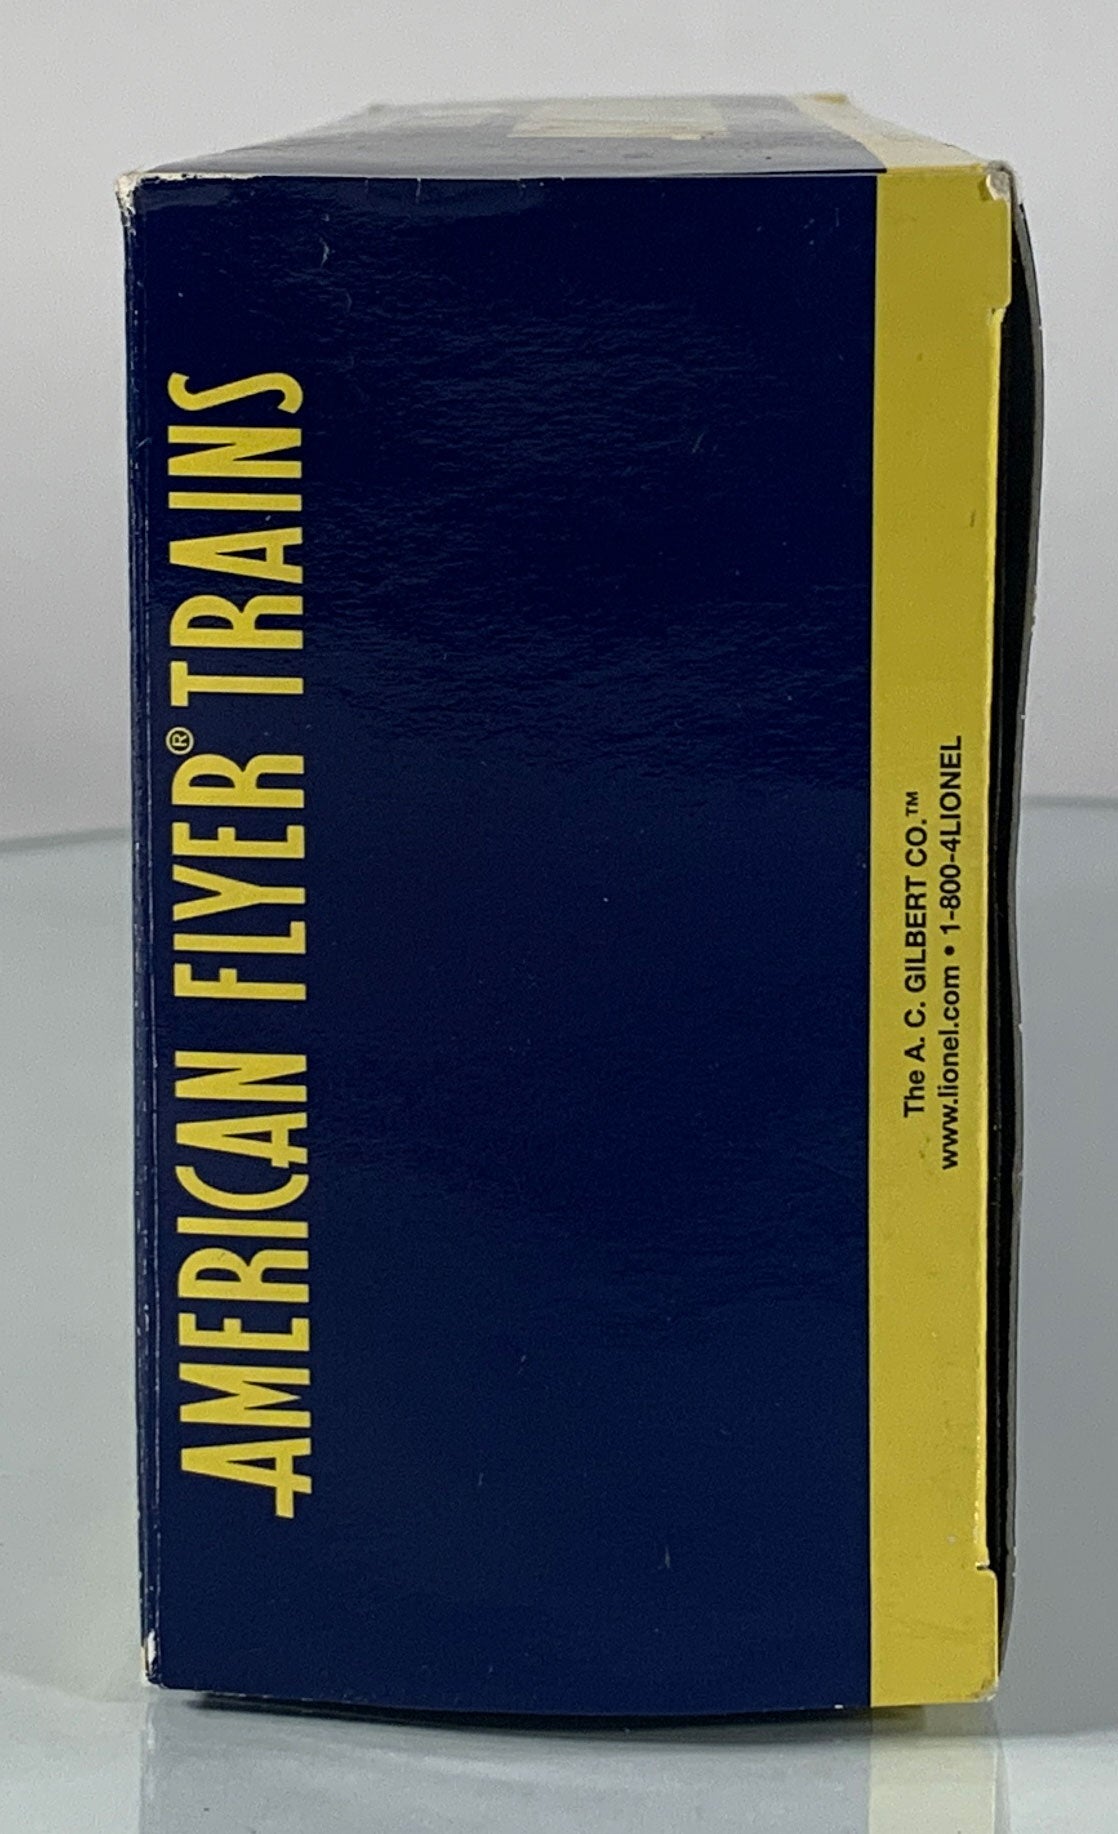 AMERICAN FLYER® TRAINS
The A. C. GILBERT CO.™
www.lionel.com • 1-800-4LIONEL